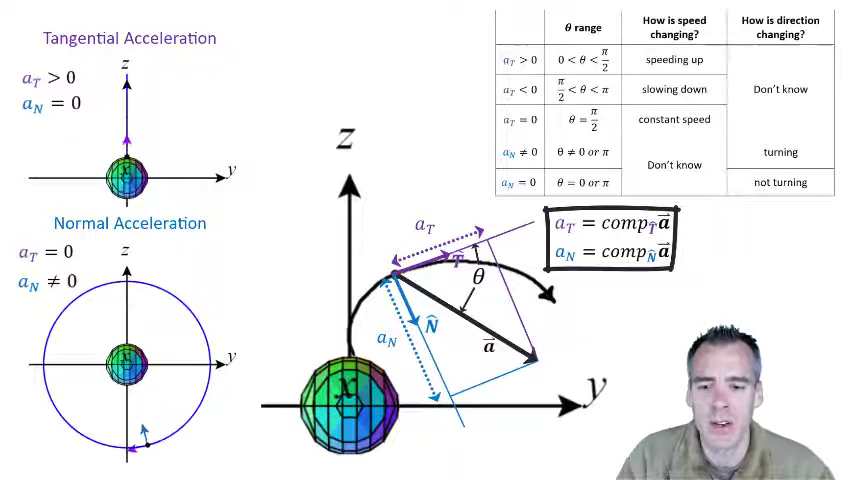 Tangential Acceleration
a_T > 0
a_N = 0
z
y
x
Normal Acceleration
a_T = 0
a_N ≠ 0
z
y
x
z
y
x
a_T
T̂
θ
N̂
a_N
a⃗
θ range
How is speed changing?
How is direction changing?
a_T > 0
0 < θ < π/2
speeding up
a_T < 0
π/2 < θ < π
slowing down
Don't know
a_T = 0
θ = π/2
constant speed
a_N ≠ 0
θ ≠ 0 or π
Don't know
turning
a_N = 0
θ = 0 or π
not turning
a_T = comp_T̂ a⃗
a_N = comp_N̂ a⃗